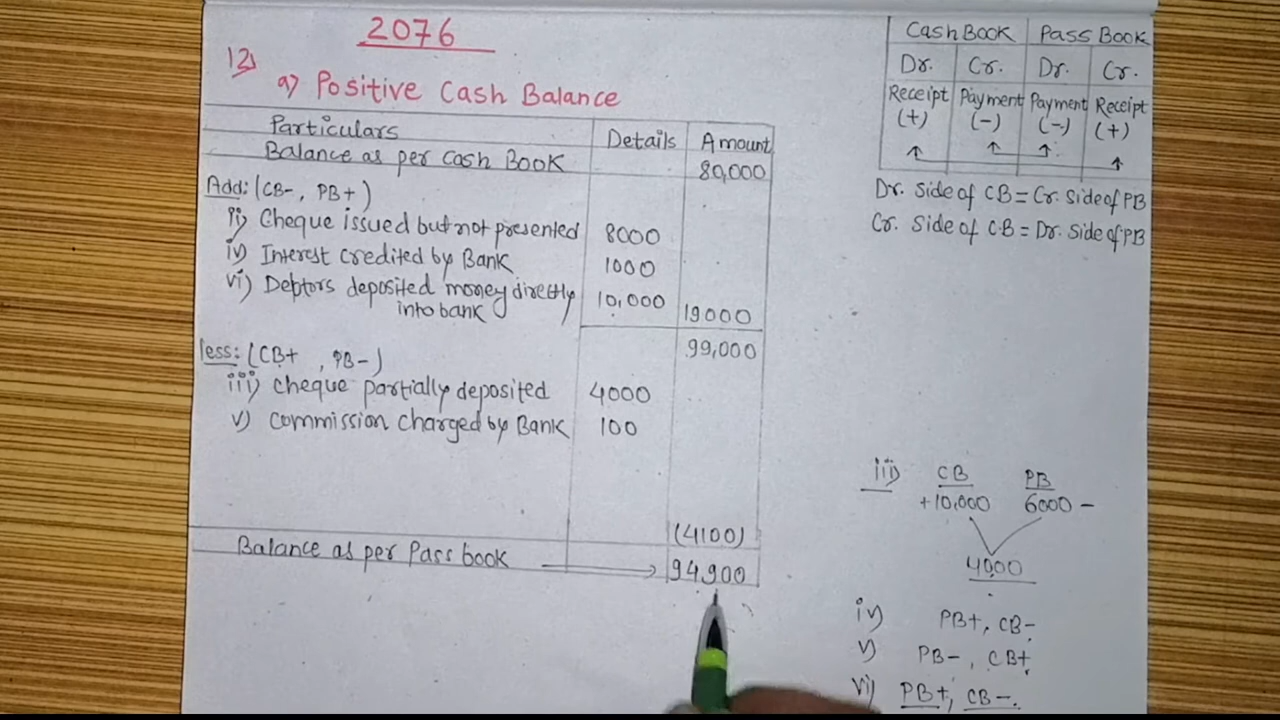 2076
12)
a) Positive Cash Balance
Particulars Details Amount
Balance as per Cash Book 80,000
Add: (CB-, PB+)
ii) Cheque issued but not presented 8000
iv) Interest credited by Bank 1000
vi) Debtors deposited money directly 10,000
into bank 19000
99,000
less: (CB+, PB-)
iii) cheque partially deposited 4000
v) Commission charged by Bank 100
(4100)
Balance as per Pass book 94,900
Cash Book Pass Book
Dr. Cr. Dr. Cr.
Receipt Payment Payment Receipt
(+) (-) (-) (+)
Dr. Side of CB = Cr. Side of PB
Cr. Side of CB = Dr. Side of PB
iii) CB PB
+10,000 6000 -
4000
iv) PB+, CB-
v) PB-, CB+
vi) PB+, CB-.